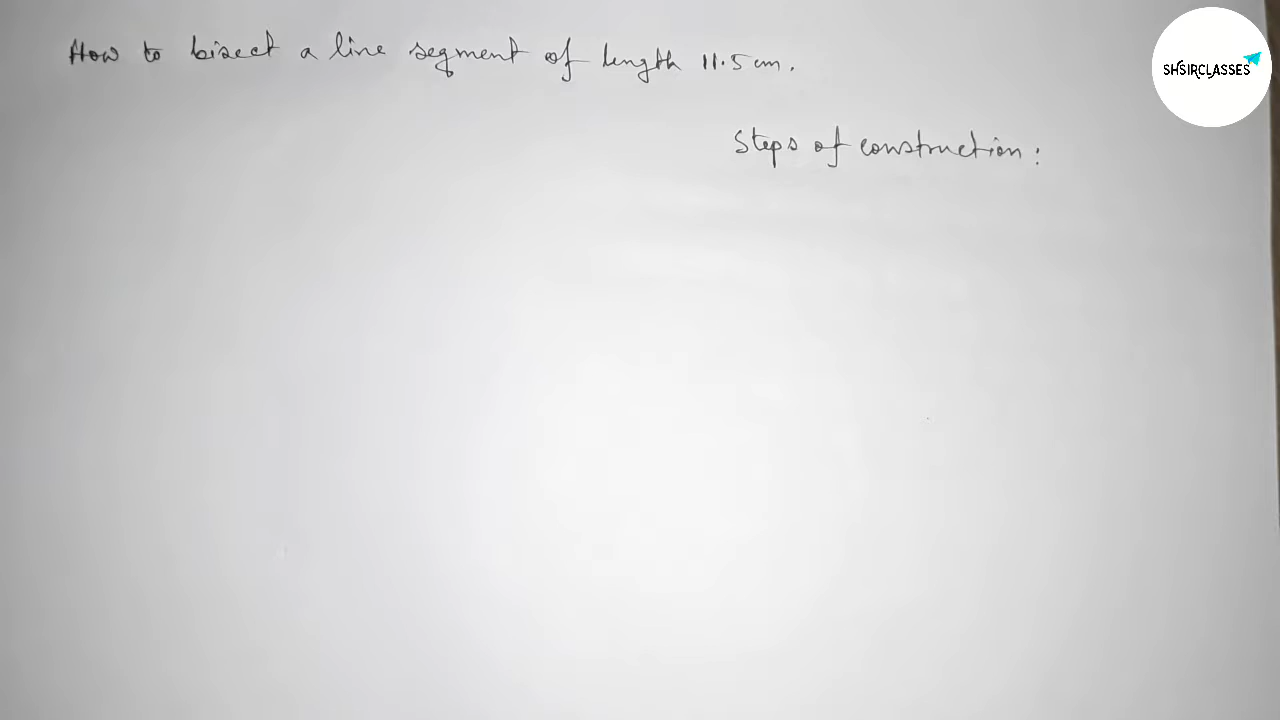 How to bisect a line segment of length 11.5 cm.
SHSIRCLASSES
Steps of construction: